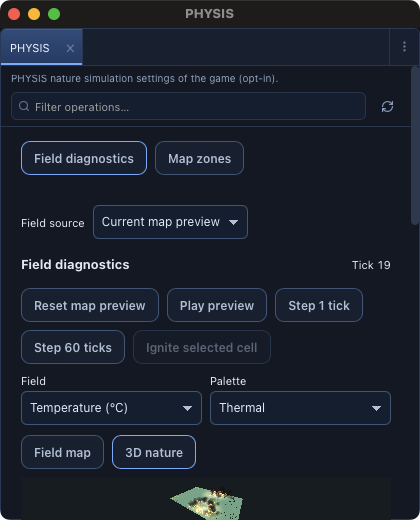 PHYSIS
PHYSIS
PHYSIS nature simulation settings of the game (opt-in).
Filter operations...
Field diagnostics Map zones
Field source Current map preview
Field diagnostics Tick 19
Reset map preview Play preview Step 1 tick
Step 60 ticks Ignite selected cell
Field Palette
Temperature (°C) Thermal
Field map 3D nature